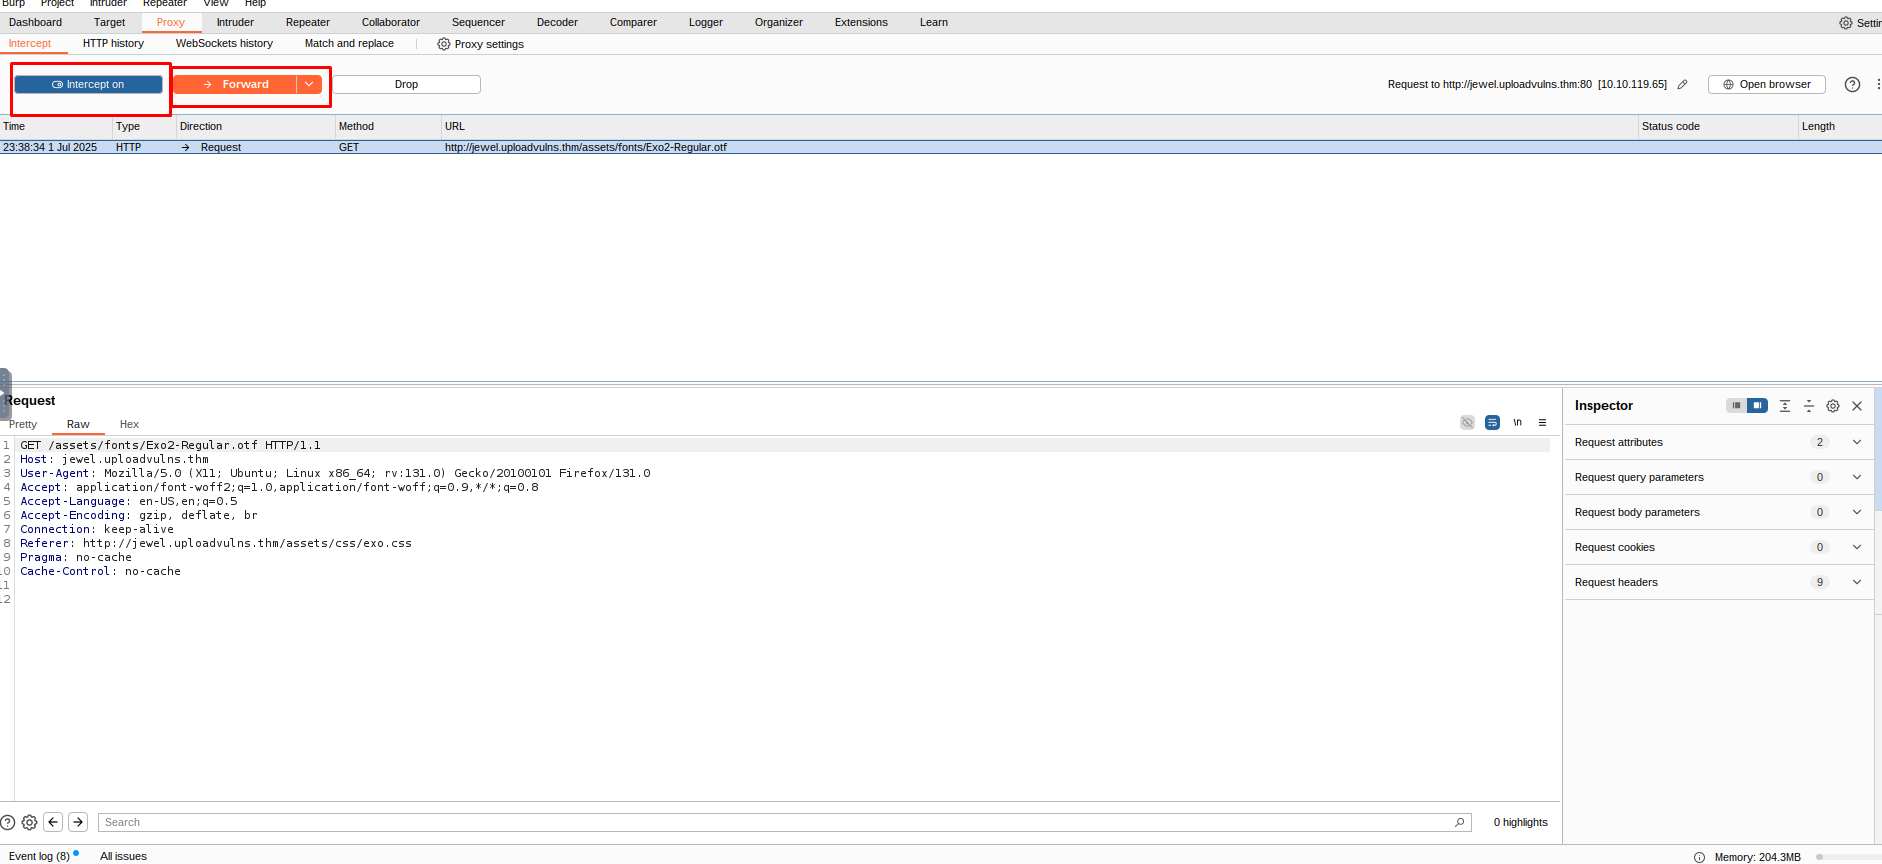 Burp Project Intruder Repeater View Help
Dashboard Target Proxy Intruder Repeater Collaborator Sequencer Decoder Comparer Logger Organizer Extensions Learn
Intercept HTTP history WebSockets history Match and replace Proxy settings
Intercept on Forward Drop Request to http://jewel.uploadvulns.thm:80 [10.10.119.65] Open browser
Time Type Direction Method URL Status code Length
23:38:34 1 Jul 2025 HTTP → Request GET http://jewel.uploadvulns.thm/assets/fonts/Exo2-Regular.otf
Request
Pretty Raw Hex \n
1 GET /assets/fonts/Exo2-Regular.otf HTTP/1.1
2 Host: jewel.uploadvulns.thm
3 User-Agent: Mozilla/5.0 (X11; Ubuntu; Linux x86_64; rv:131.0) Gecko/20100101 Firefox/131.0
4 Accept: application/font-woff2;q=1.0,application/font-woff;q=0.9,*/*;q=0.8
5 Accept-Language: en-US,en;q=0.5
6 Accept-Encoding: gzip, deflate, br
7 Connection: keep-alive
8 Referer: http://jewel.uploadvulns.thm/assets/css/exo.css
9 Pragma: no-cache
10 Cache-Control: no-cache
11
12
Inspector
Request attributes 2
Request query parameters 0
Request body parameters 0
Request cookies 0
Request headers 9
Search 0 highlights
Event log (8) All issues Memory: 204.3MB